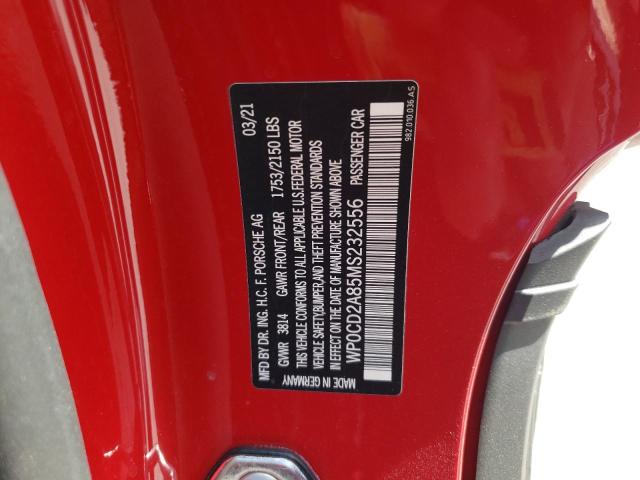 MFD BY DR. ING. H.C. F. PORSCHE AG 03/21
GVWR 3814 GAWR FRONT/REAR 1753/2150 LBS
THIS VEHICLE CONFORMS TO ALL APPLICABLE U.S.FEDERAL MOTOR
VEHICLE SAFETY,BUMPER AND THEFT PREVENTION STANDARDS
IN EFFECT ON THE DATE OF MANUFACTURE SHOWN ABOVE
WP0CD2A85MS232556 PASSENGER CAR
MADE IN GERMANY
982.010.036.AS